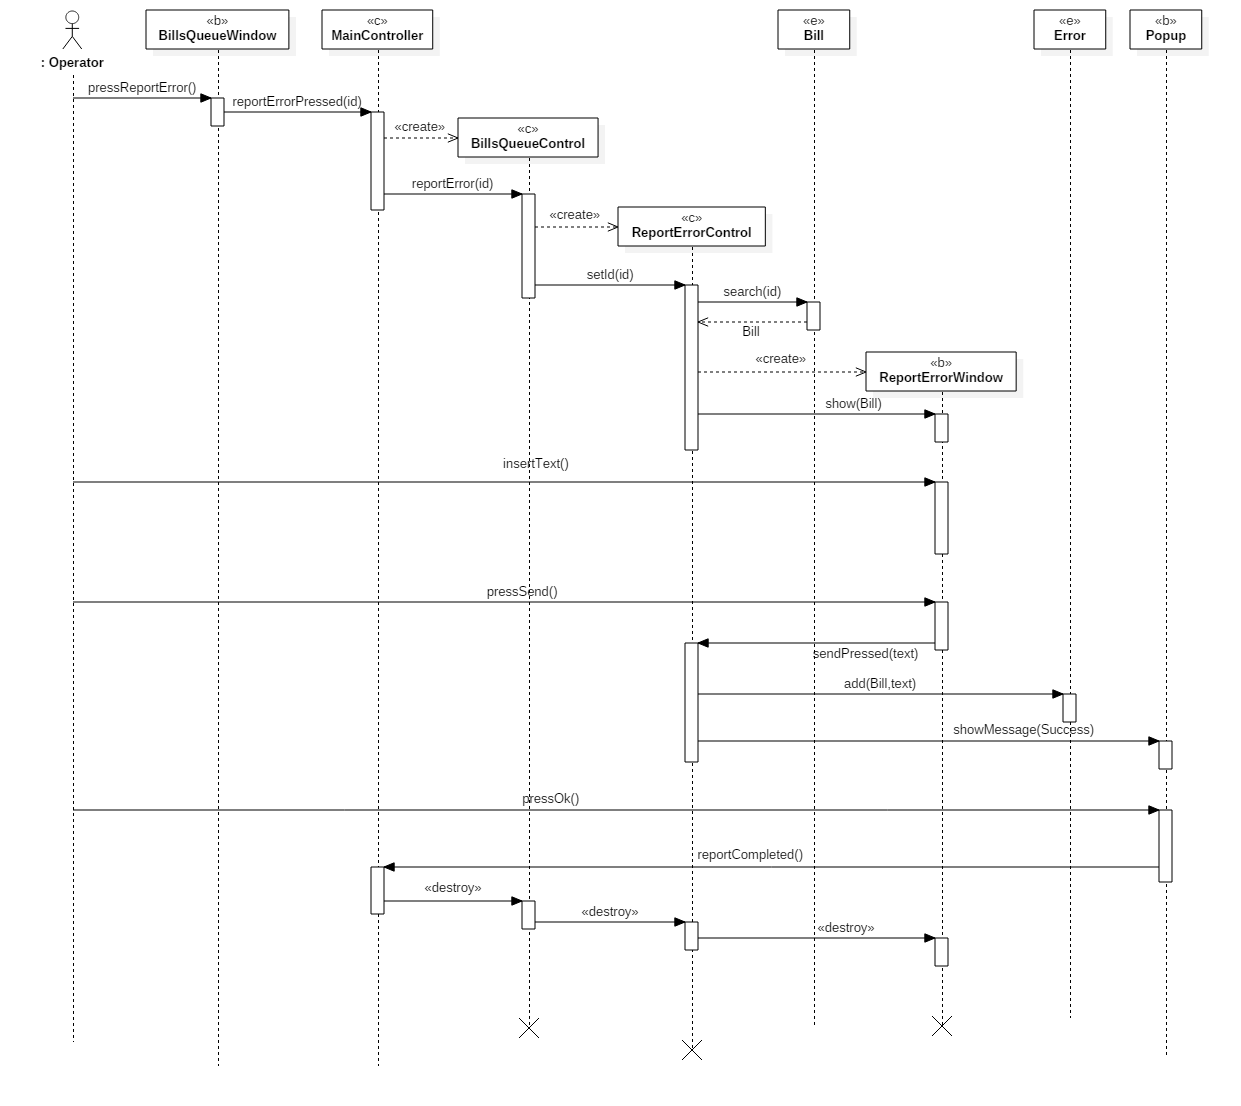 «b»
BillsQueueWindow
«c»
MainController
«e»
Bill
«e»
Error
«b»
Popup
: Operator
pressReportError()
reportErrorPressed(id)
«create»
«c»
BillsQueueControl
reportError(id)
«create»
«c»
ReportErrorControl
setId(id)
search(id)
Bill
«create»
«b»
ReportErrorWindow
show(Bill)
insertText()
pressSend()
sendPressed(text)
add(Bill,text)
showMessage(Success)
pressOk()
reportCompleted()
«destroy»
«destroy»
«destroy»